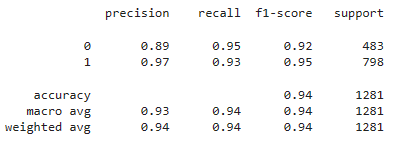 precision recall f1-score support
0 0.89 0.95 0.92 483
1 0.97 0.93 0.95 798
accuracy 0.94 1281
macro avg 0.93 0.94 0.94 1281
weighted avg 0.94 0.94 0.94 1281